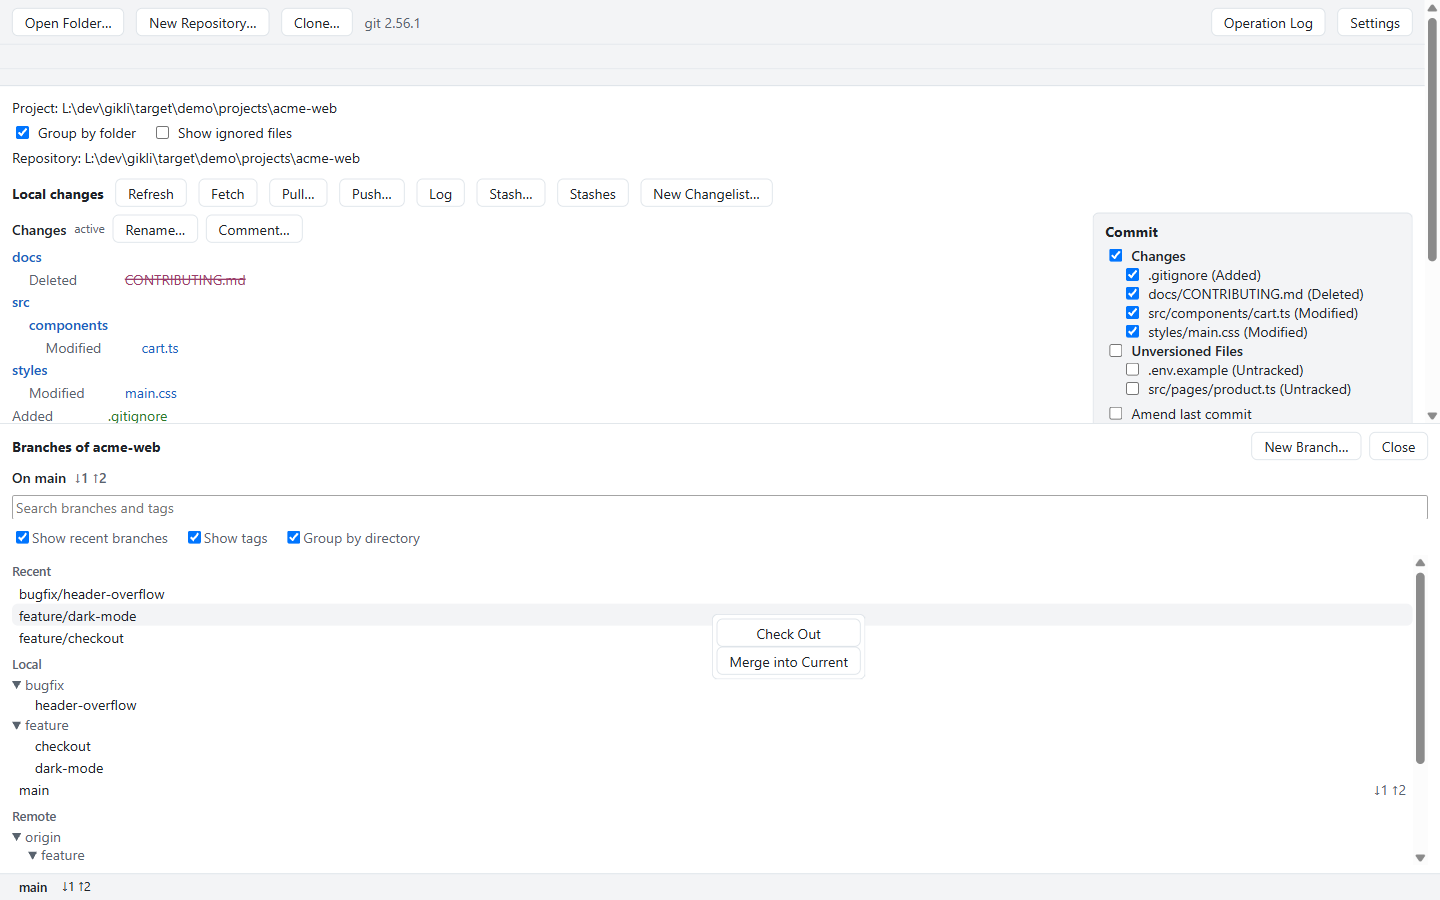 Open Folder... New Repository... Clone... git 2.56.1 Operation Log Settings
Project: L:\dev\gikli\target\demo\projects\acme-web
Group by folder Show ignored files
Repository: L:\dev\gikli\target\demo\projects\acme-web
Local changes Refresh Fetch Pull... Push... Log Stash... Stashes New Changelist...
Changes active Rename... Comment...
docs
Deleted CONTRIBUTING.md
src
components
Modified cart.ts
styles
Modified main.css
Added .gitignore
Commit
Changes
.gitignore (Added)
docs/CONTRIBUTING.md (Deleted)
src/components/cart.ts (Modified)
styles/main.css (Modified)
Unversioned Files
.env.example (Untracked)
src/pages/product.ts (Untracked)
Amend last commit
Branches of acme-web New Branch... Close
On main ↓1 ↑2
Search branches and tags
Show recent branches Show tags Group by directory
Recent
bugfix/header-overflow
feature/dark-mode
feature/checkout
Check Out
Merge into Current
Local
▼ bugfix
header-overflow
▼ feature
checkout
dark-mode
main ↓1 ↑2
Remote
▼ origin
▼ feature
main ↓1 ↑2